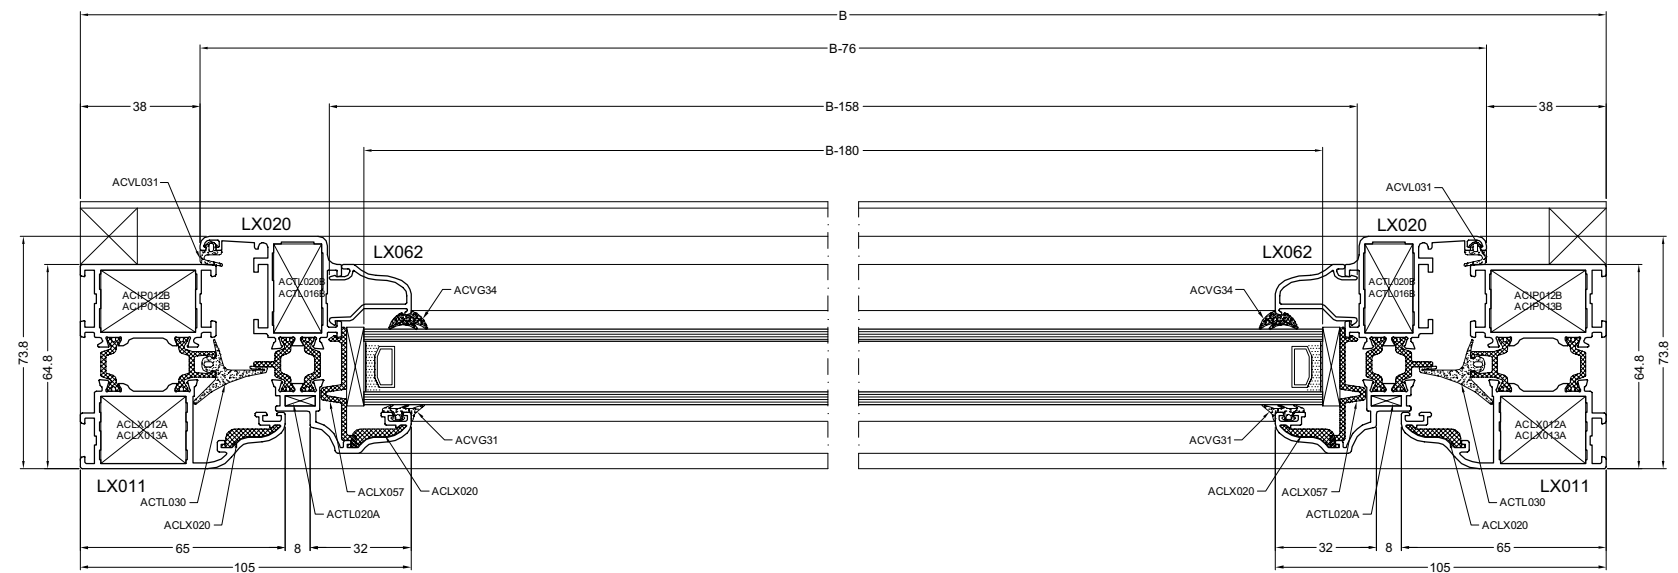 B
B-76
38
B-158
38
B-180
ACVL031
ACVL031
LX020
LX020
LX062
LX062
ACTL020B
ACTL016B
ACTL020B
ACTL016B
ACVG34
ACVG34
ACIP012B
ACIP013B
ACIP012B
ACIP013B
73.8
64.8
64.8
73.8
ACLX012A
ACLX013A
ACLX012A
ACLX013A
ACVG31
ACVG31
LX011
ACLX057
ACLX020
ACLX020
ACLX057
LX011
ACTL030
ACTL020A
ACTL020A
ACTL030
ACLX020
ACLX020
65
8
32
32
8
65
105
105